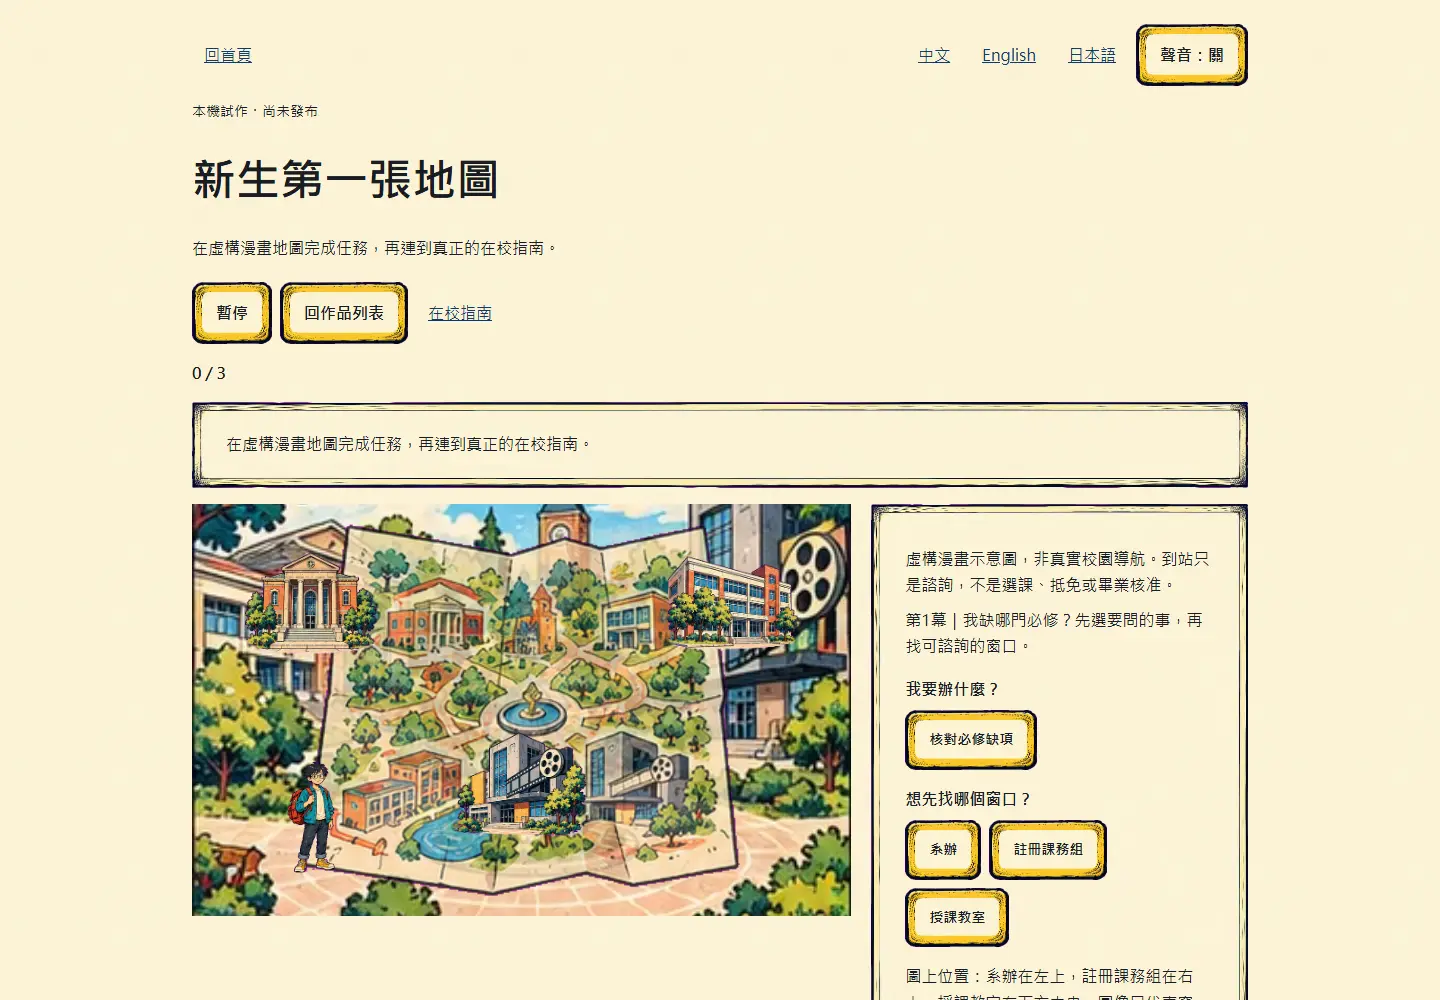 回首頁
中文
English
日本語
聲音：關
本機試作・尚未發布
新生第一張地圖
在虛構漫畫地圖完成任務，再連到真正的在校指南。
暫停
回作品列表
在校指南
0 / 3
在虛構漫畫地圖完成任務，再連到真正的在校指南。
虛構漫畫示意圖，非真實校園導航。到站只
是諮詢，不是選課、抵免或畢業核准。
第1幕｜我缺哪門必修？先選要問的事，再
找可諮詢的窗口。
我要辦什麼？
核對必修缺項
想先找哪個窗口？
系辦
註冊課務組
授課教室
圖上位置：系辦在左上，註冊課務組在右